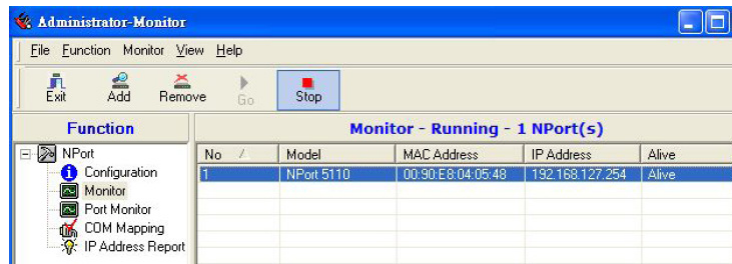 Administrator-Monitor
File Function Monitor View Help
Exit Add Remove Go Stop
Function
Monitor - Running - 1 NPort(s)
NPort
Configuration
Monitor
Port Monitor
COM Mapping
IP Address Report
No Model MAC Address IP Address Alive
1 NPort 5110 00:90:E8:04:05:48 192.168.127.254 Alive